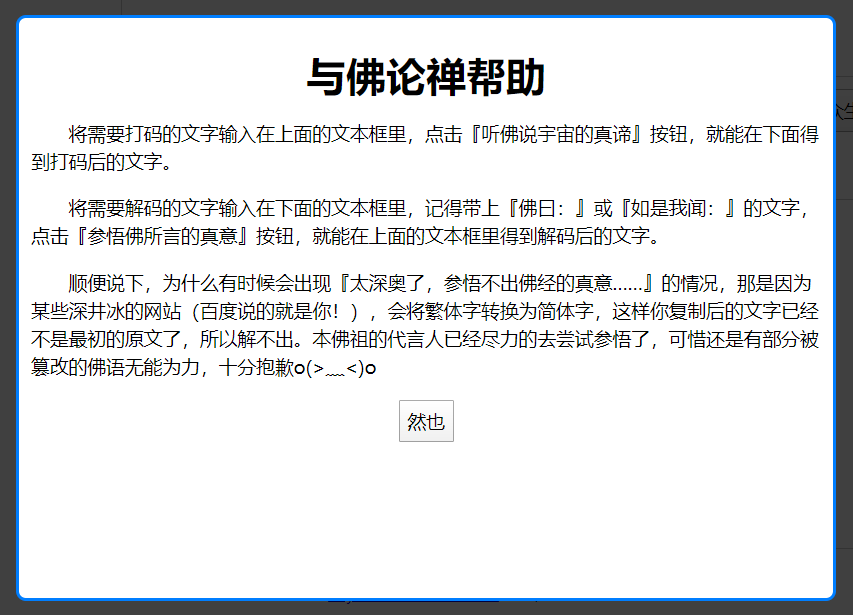 与佛论禅帮助
将需要打码的文字输入在上面的文本框里，点击『听佛说宇宙的真谛』按钮，就能在下面得
到打码后的文字。
将需要解码的文字输入在下面的文本框里，记得带上『佛曰：』或『如是我闻：』的文字，
点击『参悟佛所言的真意』按钮，就能在上面的文本框里得到解码后的文字。
顺便说下，为什么有时候会出现『太深奥了，参悟不出佛经的真意……』的情况，那是因为
某些深井冰的网站（百度说的就是你！），会将繁体字转换为简体字，这样你复制后的文字已经
不是最初的原文了，所以解不出。本佛祖的代言人已经尽力的去尝试参悟了，可惜还是有部分被
篡改的佛语无能为力，十分抱歉o(>﹏<)o
然也